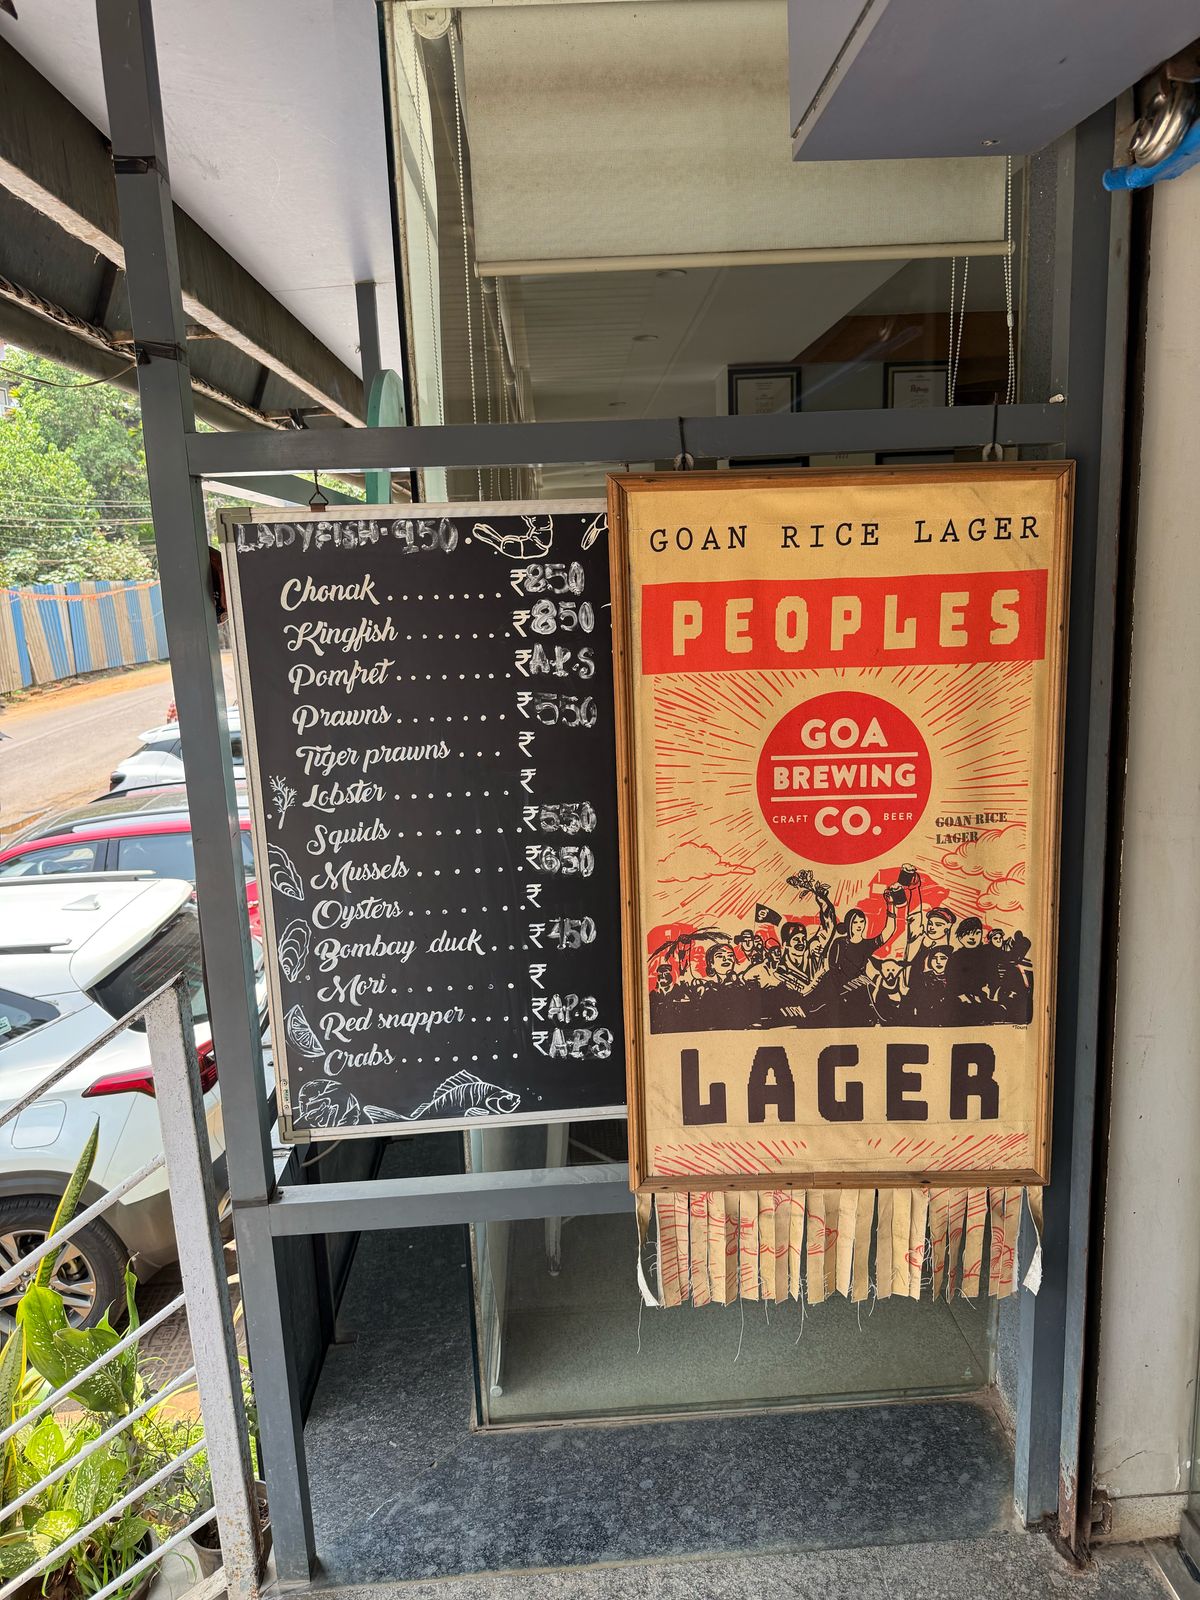 LADYFISH-950
Chonak ........ ₹850
Kingfish ....... ₹850
Pomfret ........ ₹A.P.S
Prawns ....... ₹550
Tiger prawns ... ₹
Lobster ........ ₹
Squids ........ ₹550
Mussels ....... ₹650
Oysters ....... ₹
Bombay duck ... ₹450
Mori ...... ₹
Red snapper .... ₹A.P.S
Crabs ....... ₹A.P.S
GOAN RICE LAGER
PEOPLES
GOA
BREWING
CRAFT CO. BEER
GOAN RICE
LAGER
LAGER